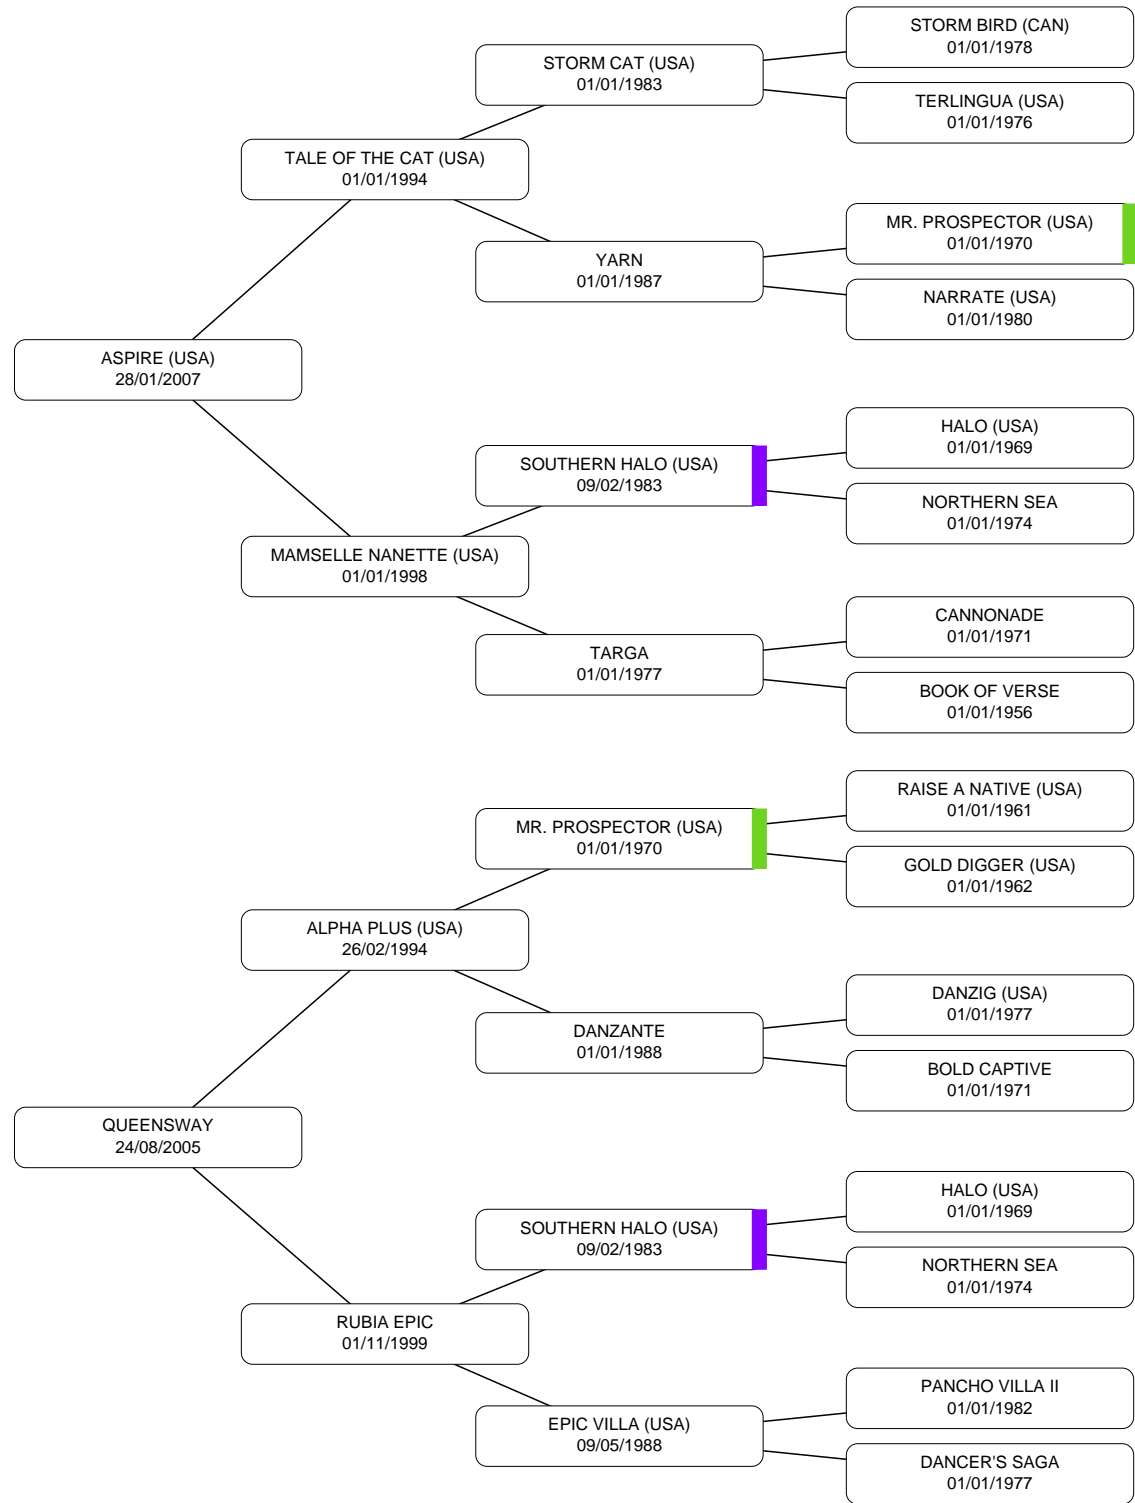 STORM BIRD (CAN)
01/01/1978
STORM CAT (USA)
01/01/1983
TERLINGUA (USA)
01/01/1976
TALE OF THE CAT (USA)
01/01/1994
MR. PROSPECTOR (USA)
01/01/1970
YARN
01/01/1987
NARRATE (USA)
01/01/1980
ASPIRE (USA)
28/01/2007
HALO (USA)
01/01/1969
SOUTHERN HALO (USA)
09/02/1983
NORTHERN SEA
01/01/1974
MAMSELLE NANETTE (USA)
01/01/1998
CANNONADE
01/01/1971
TARGA
01/01/1977
BOOK OF VERSE
01/01/1956
RAISE A NATIVE (USA)
01/01/1961
MR. PROSPECTOR (USA)
01/01/1970
GOLD DIGGER (USA)
01/01/1962
ALPHA PLUS (USA)
26/02/1994
DANZIG (USA)
01/01/1977
DANZANTE
01/01/1988
BOLD CAPTIVE
01/01/1971
QUEENSWAY
24/08/2005
HALO (USA)
01/01/1969
SOUTHERN HALO (USA)
09/02/1983
NORTHERN SEA
01/01/1974
RUBIA EPIC
01/11/1999
PANCHO VILLA II
01/01/1982
EPIC VILLA (USA)
09/05/1988
DANCER'S SAGA
01/01/1977